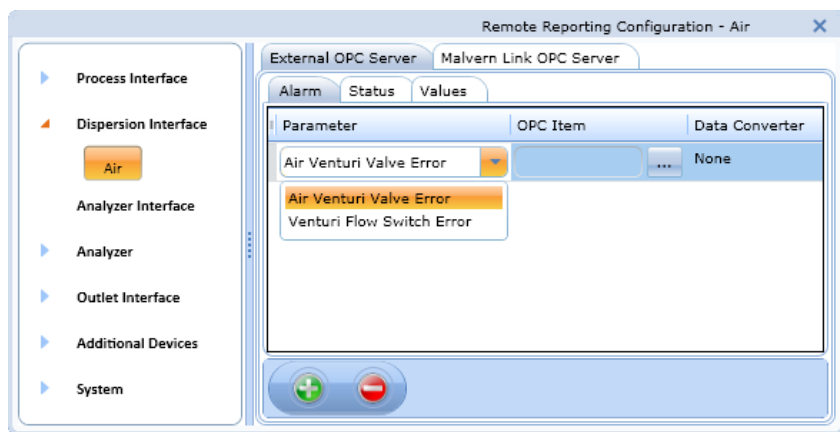 Remote Reporting Configuration - Air
Process Interface
Dispersion Interface
Air
Analyzer Interface
Analyzer
Outlet Interface
Additional Devices
System
External OPC Server
Malvern Link OPC Server
Alarm
Status
Values
Parameter
OPC Item
Data Converter
Air Venturi Valve Error
...
None
Air Venturi Valve Error
Venturi Flow Switch Error